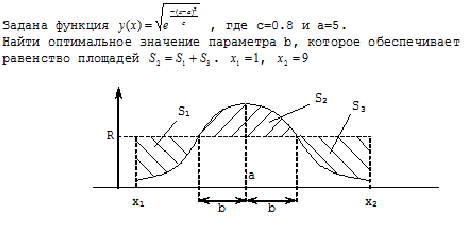 Задана функция y(x) = √(e^(-(x-a)²/c)) , где c=0.8 и a=5.
Найти оптимальное значение параметра b, которое обеспечивает
равенство площадей S₂ = S₁ + S₃. x₁ =1, x₂ =9
S₁
S₂
S₃
R
a
x₁
b
b
x₂